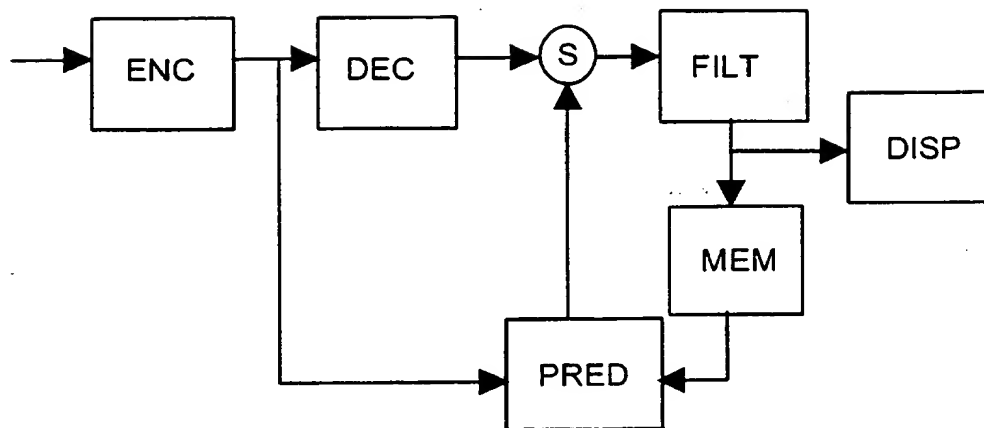 ENC
DEC
S
FILT
DISP
MEM
PRED